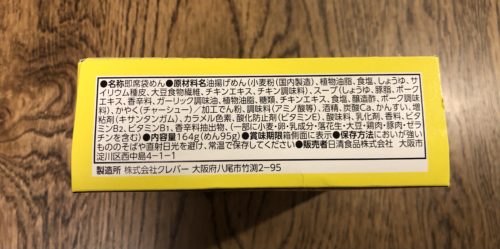 ●名称即席袋めん●原材料名油揚げめん(小麦粉(国内製造)、植物油脂、食塩、しょうゆ、サ
イリウム種皮、大豆食物繊維、チキンエキス、チキン調味料)、スープ(しょうゆ、豚脂、ポーク
エキス、香辛料、ガーリック調味油、植物油脂、糖類、チキンエキス、食塩、醸造酢、ポーク調味
料)、かやく(チャーシュー)/加工でん粉、調味料(アミノ酸等)、酒精、炭酸Ca、かんすい、増
粘剤(キサンタンガム)、カラメル色素、酸化防止剤(ビタミンE)、酸味料、乳化剤、香料、ビ
タミンB2、ビタミンB1、香辛料抽出物、(一部に小麦・卵・乳成分・落花生・大豆・鶏肉・豚肉・ゼラ
チンを含む)●内容量164g(めん95g)●賞味期限箱側面に表示●保存方法においが強い
もののそばや直射日光を避け、常温で保存してください●販売者日清食品株式会社 大阪市
淀川区西中島4-1-1
製造所 株式会社クレバー 大阪府八尾市竹渕2-95